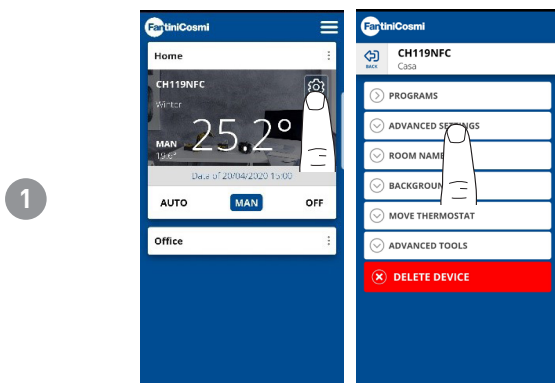 1
FantiniCosmi
Home
CH119NFC
Winter
25.2°
MAN
19.6°
Data of 20/04/2020 15:00
AUTO MAN OFF
Office
FantiniCosmi
BACK
CH119NFC
Casa
PROGRAMS
ADVANCED SETTINGS
ROOM NAME
BACKGROUN
MOVE THERMOSTAT
ADVANCED TOOLS
DELETE DEVICE